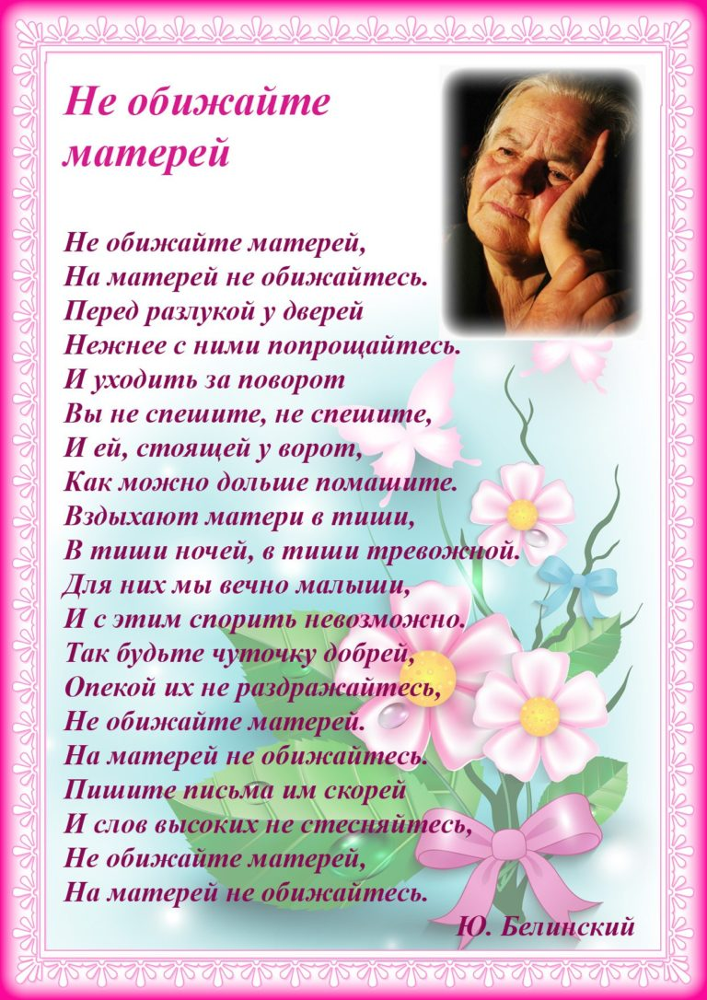 Не обижайте
матерей
Не обижайте матерей,
На матерей не обижайтесь.
Перед разлукой у дверей
Нежнее с ними попрощайтесь.
И уходить за поворот
Вы не спешите, не спешите,
И ей, стоящей у ворот,
Как можно дольше помашите.
Вздыхают матери в тиши,
В тиши ночей, в тиши тревожной.
Для них мы вечно малыши,
И с этим спорить невозможно.
Так будьте чуточку добрей,
Опекой их не раздражайтесь,
Не обижайте матерей.
На матерей не обижайтесь.
Пишите письма им скорей
И слов высоких не стесняйтесь,
Не обижайте матерей,
На матерей не обижайтесь.
Ю. Белинский